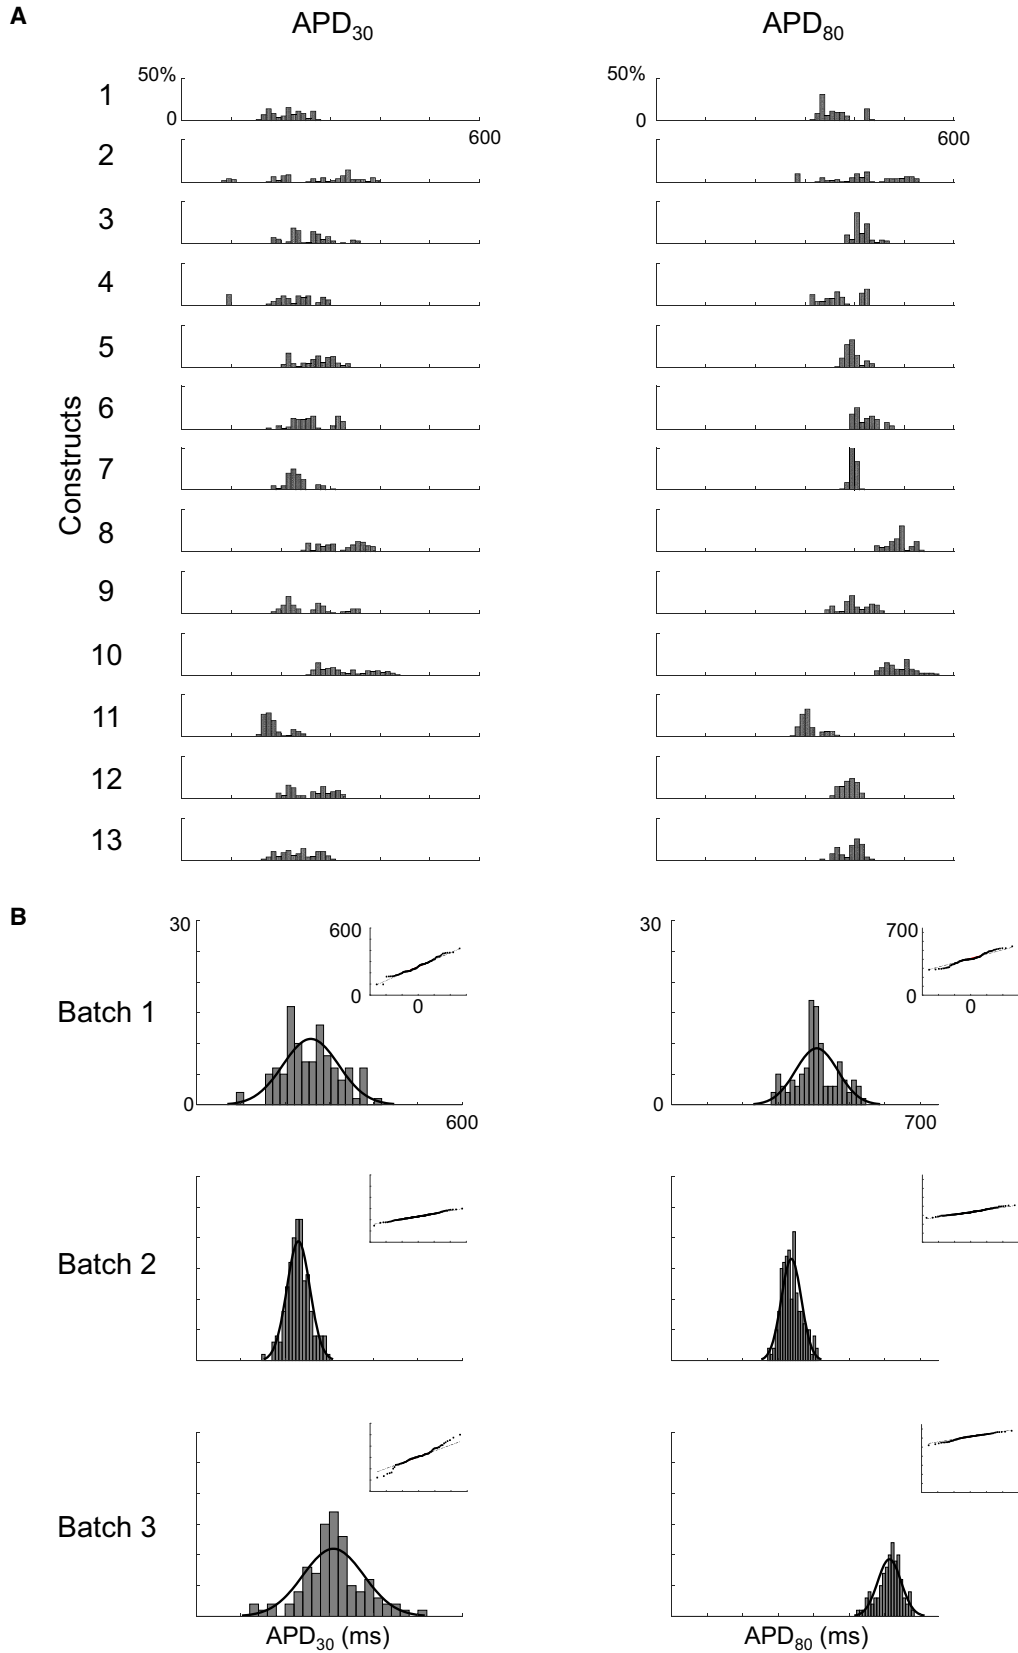 A
APD30 APD80
50% 50%
1
0 0
600 600
2
3
4
5
6
Constructs
7
8
9
10
11
12
13
B
30 600 30 700
0 0
0 0
Batch 1
0 0
600 700
Batch 2
Batch 3
APD30 (ms) APD80 (ms)